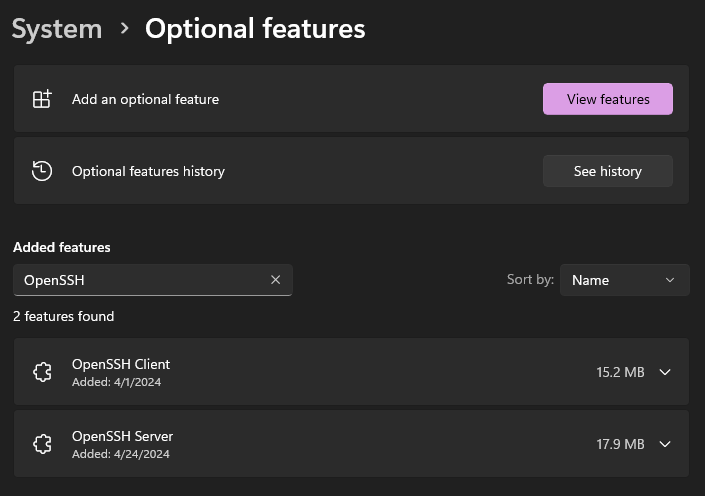 System > Optional features
Add an optional feature
View features
Optional features history
See history
Added features
OpenSSH
Sort by:
Name
2 features found
OpenSSH Client
Added: 4/1/2024
15.2 MB
OpenSSH Server
Added: 4/24/2024
17.9 MB